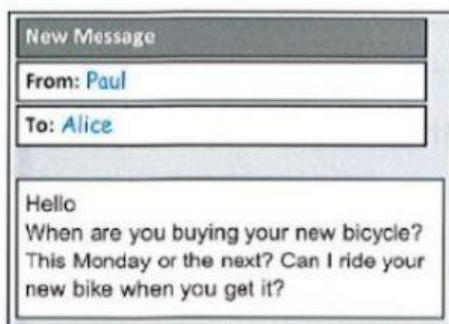 New Message
From: Paul
To: Alice
Hello
When are you buying your new bicycle?
This Monday or the next? Can I ride your
new bike when you get it?